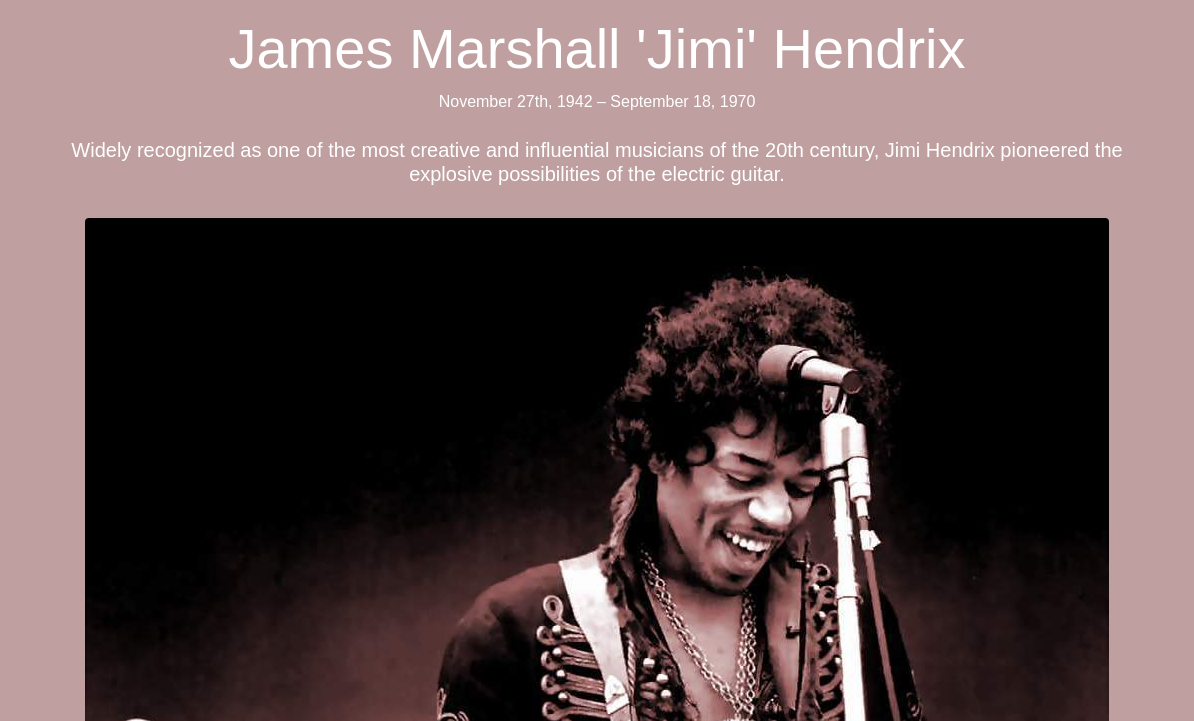 James Marshall 'Jimi' Hendrix
November 27th, 1942 – September 18, 1970
Widely recognized as one of the most creative and influential musicians of the 20th century, Jimi Hendrix pioneered the
explosive possibilities of the electric guitar.